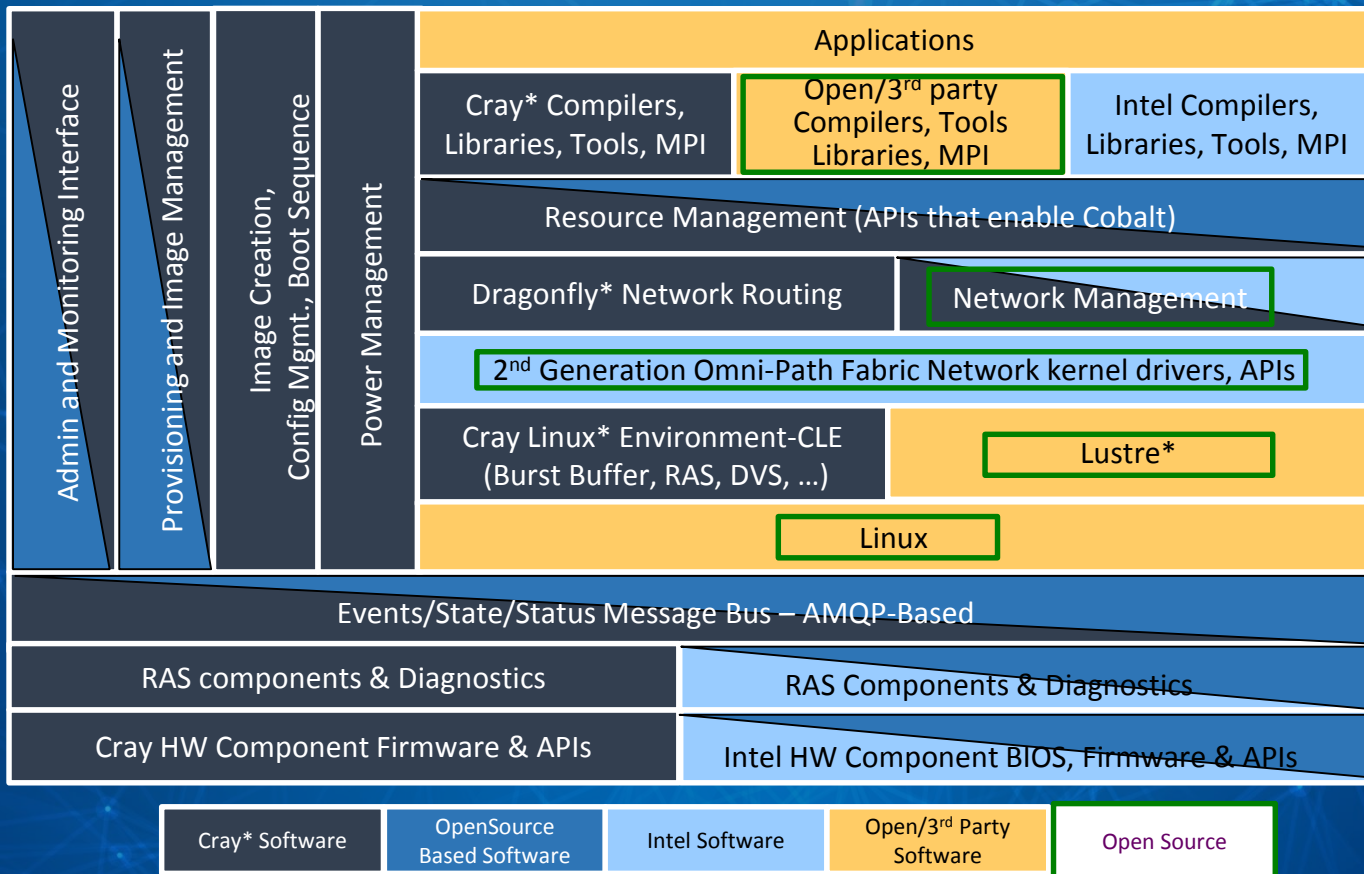 Admin and Monitoring Interface
Provisioning and Image Management
Image Creation,
Config Mgmt., Boot Sequence
Power Management
Applications
Cray* Compilers,
Libraries, Tools, MPI
Open/3rd party
Compilers, Tools
Libraries, MPI
Intel Compilers,
Libraries, Tools, MPI
Resource Management (APIs that enable Cobalt)
Dragonfly* Network Routing
Network Management
2nd Generation Omni-Path Fabric Network kernel drivers, APIs
Cray Linux* Environment-CLE
(Burst Buffer, RAS, DVS, ...)
Lustre*
Linux
Events/State/Status Message Bus – AMQP-Based
RAS components & Diagnostics
RAS Components & Diagnostics
Cray HW Component Firmware & APIs
Intel HW Component BIOS, Firmware & APIs
Cray* Software
OpenSource
Based Software
Intel Software
Open/3rd Party
Software
Open Source